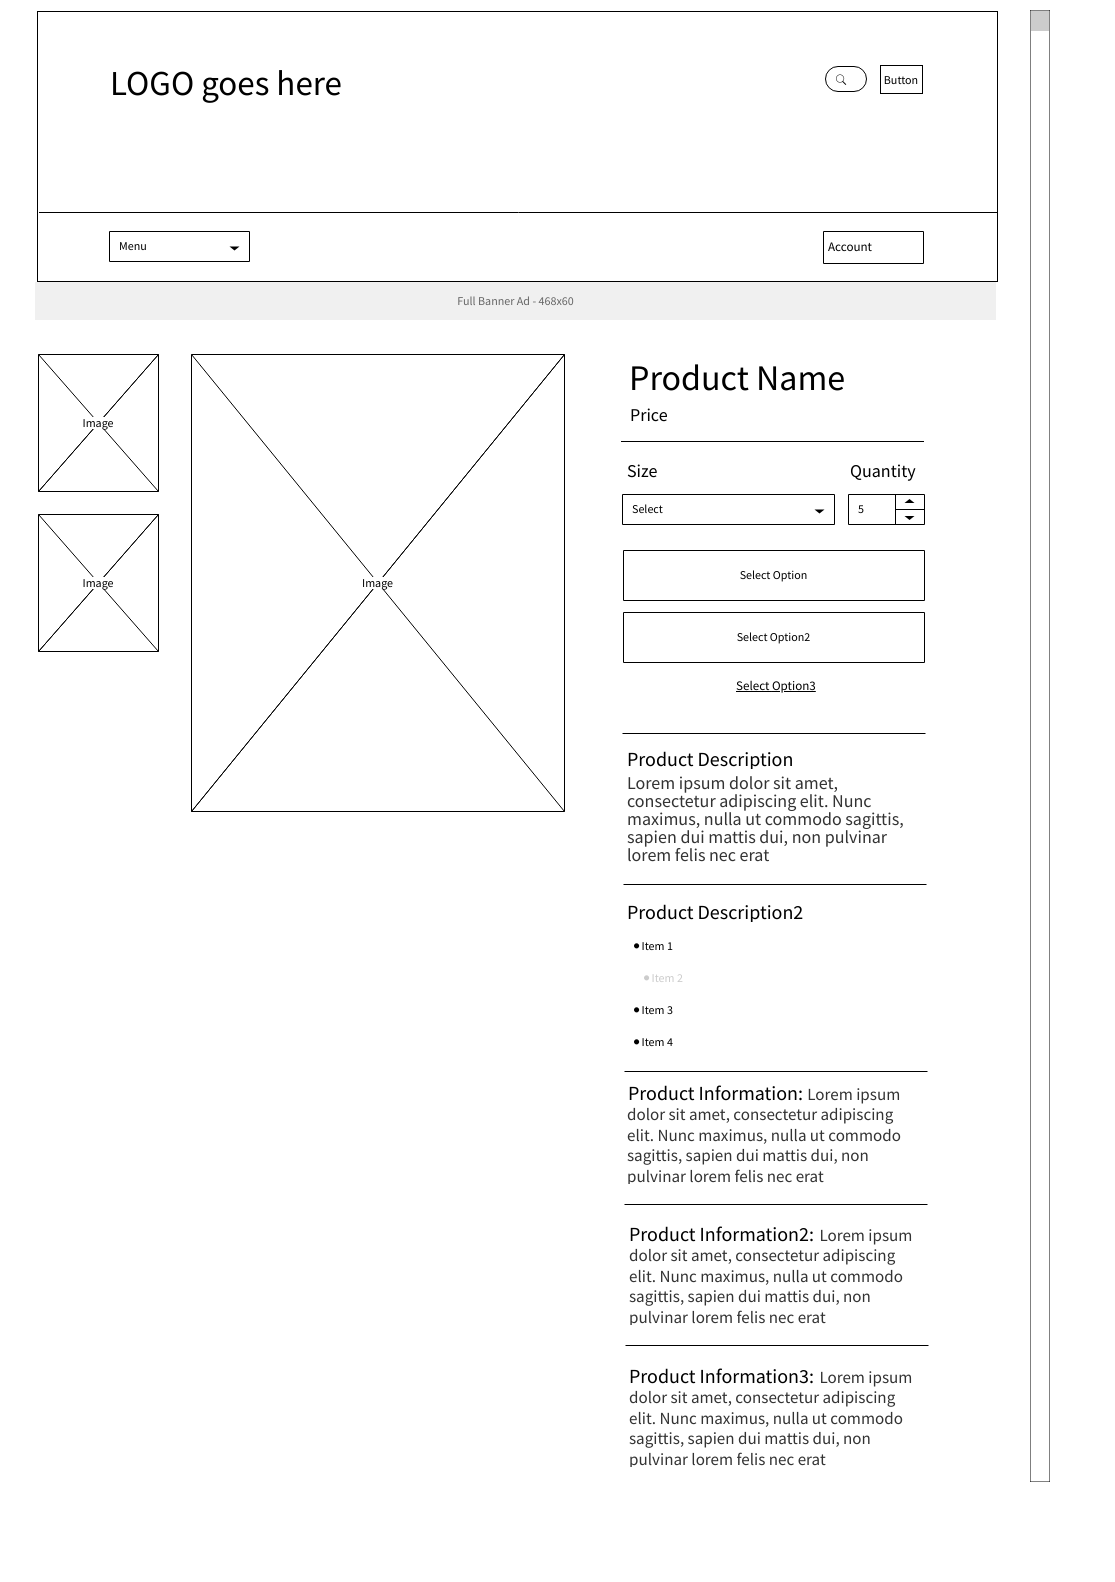 LOGO goes here
Button
Menu
Account
Full Banner Ad - 468x60
Image
Image
Image
Product Name
Price
Size
Quantity
Select
5
Select Option
Select Option2
Select Option3
Product Description
Lorem ipsum dolor sit amet,
consectetur adipiscing elit. Nunc
maximus, nulla ut commodo sagittis,
sapien dui mattis dui, non pulvinar
lorem felis nec erat
Product Description2
Item 1
Item 2
Item 3
Item 4
Product Information: Lorem ipsum
dolor sit amet, consectetur adipiscing
elit. Nunc maximus, nulla ut commodo
sagittis, sapien dui mattis dui, non
pulvinar lorem felis nec erat
Product Information2: Lorem ipsum
dolor sit amet, consectetur adipiscing
elit. Nunc maximus, nulla ut commodo
sagittis, sapien dui mattis dui, non
pulvinar lorem felis nec erat
Product Information3: Lorem ipsum
dolor sit amet, consectetur adipiscing
elit. Nunc maximus, nulla ut commodo
sagittis, sapien dui mattis dui, non
pulvinar lorem felis nec erat